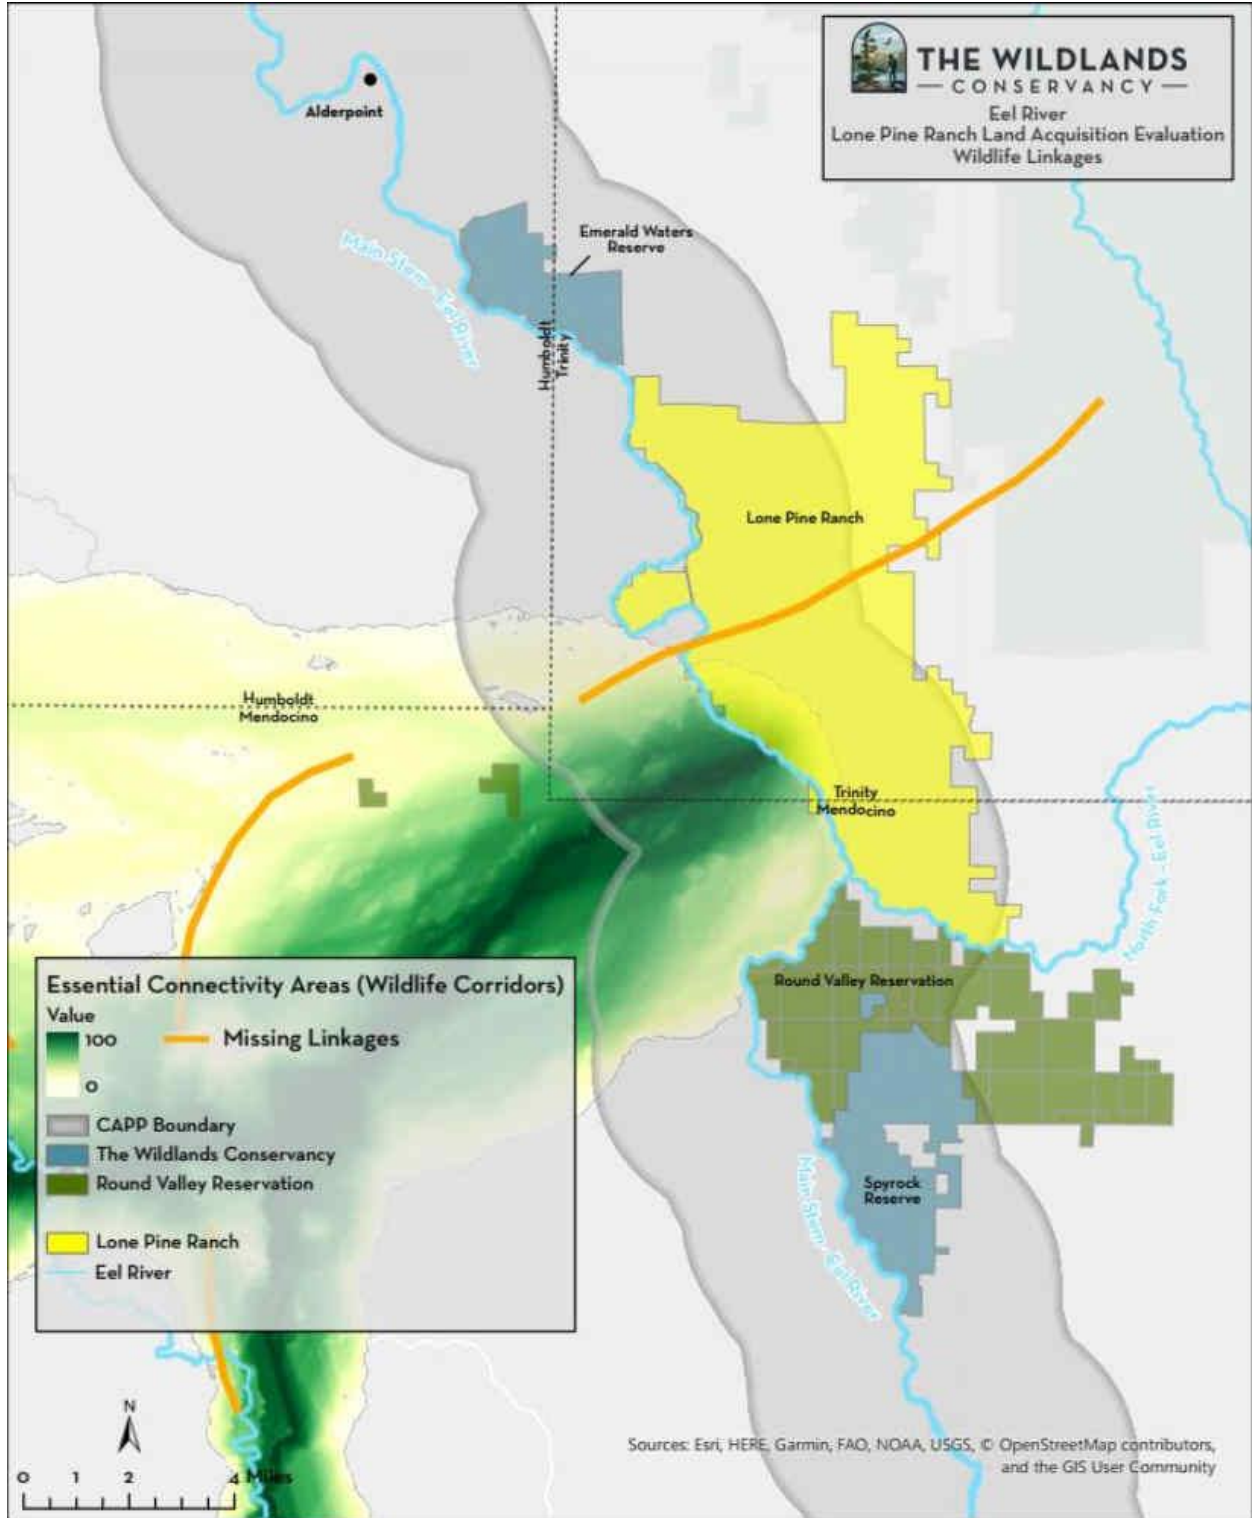 THE WILDLANDS
CONSERVANCY
Eel River
Lone Pine Ranch Land Acquisition Evaluation
Wildlife Linkages
Alderpoint
Emerald Waters
Reserve
Main Stem - Eel River
Humboldt
Trinity
Lone Pine Ranch
Humboldt
Mendocino
Trinity
Mendocino
North Fork - Eel River
Round Valley Reservation
Spyrock
Reserve
Main Stem - Eel River
Essential Connectivity Areas (Wildlife Corridors)
Value
100
0
Missing Linkages
CAPP Boundary
The Wildlands Conservancy
Round Valley Reservation
Lone Pine Ranch
Eel River
N
0 1 2 4 Miles
Sources: Esri, HERE, Garmin, FAO, NOAA, USGS, © OpenStreetMap contributors,
and the GIS User Community